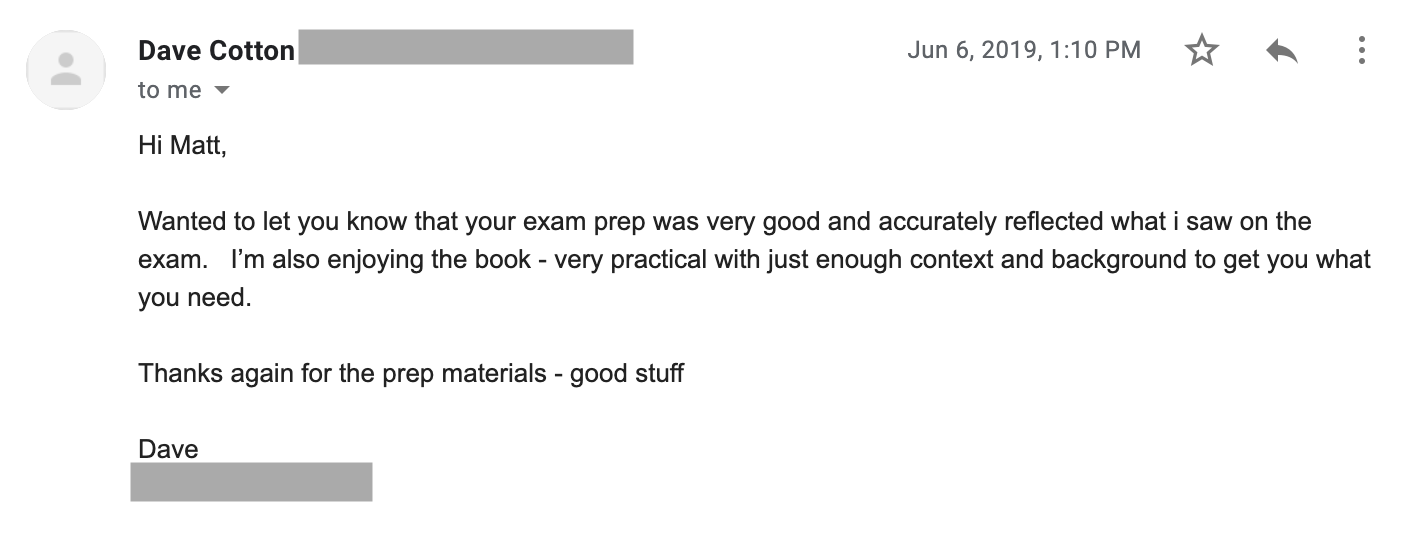 Dave Cotton
Jun 6, 2019, 1:10 PM
to me
Hi Matt,
Wanted to let you know that your exam prep was very good and accurately reflected what i saw on the
exam.   I’m also enjoying the book - very practical with just enough context and background to get you what
you need.
Thanks again for the prep materials - good stuff
Dave